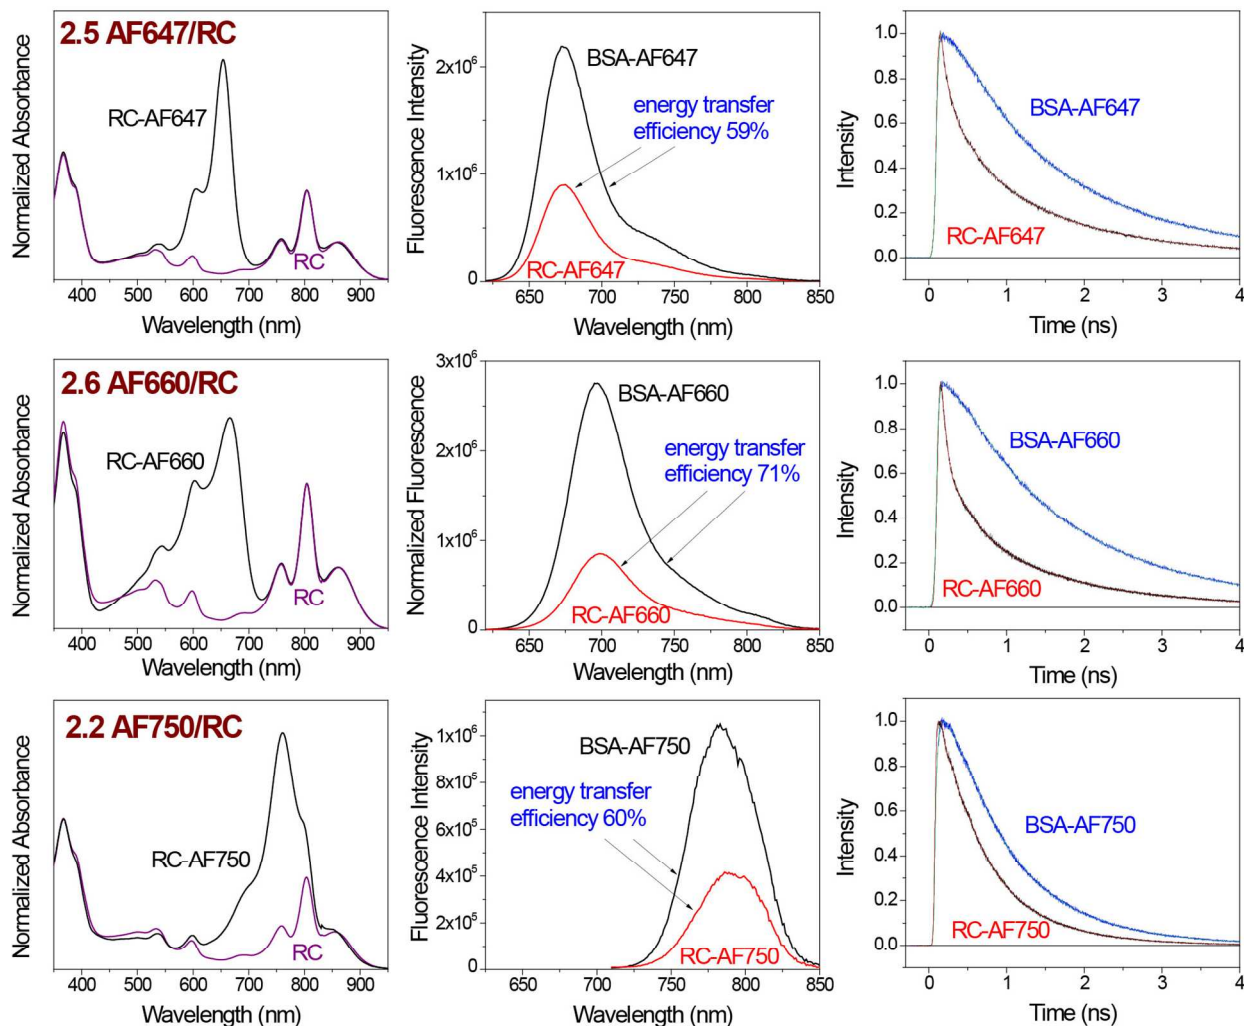 2.5 AF647/RC
RC-AF647
RC
Normalized Absorbance
400 500 600 700 800 900
Wavelength (nm)
BSA-AF647
energy transfer
efficiency 59%
RC-AF647
Fluorescence Intensity
2x10⁶
1x10⁶
0
650 700 750 800 850
Wavelength (nm)
BSA-AF647
RC-AF647
Intensity
1.0
0.8
0.6
0.4
0.2
0.0
0 1 2 3 4
Time (ns)
2.6 AF660/RC
RC-AF660
RC
Normalized Absorbance
400 500 600 700 800 900
Wavelength (nm)
BSA-AF660
energy transfer
efficiency 71%
RC-AF660
Normalized Fluorescence
3x10⁶
2x10⁶
1x10⁶
0
650 700 750 800 850
Wavelength (nm)
BSA-AF660
RC-AF660
Intensity
1.0
0.8
0.6
0.4
0.2
0.0
0 1 2 3 4
Time (ns)
2.2 AF750/RC
RC-AF750
RC
Normalized Absorbance
400 500 600 700 800 900
Wavelength (nm)
BSA-AF750
energy transfer
efficiency 60%
RC-AF750
Fluorescence Intensity
1x10⁶
8x10⁵
6x10⁵
4x10⁵
2x10⁵
0
650 700 750 800 850
Wavelength (nm)
BSA-AF750
RC-AF750
Intensity
1.0
0.8
0.6
0.4
0.2
0.0
0 1 2 3 4
Time (ns)